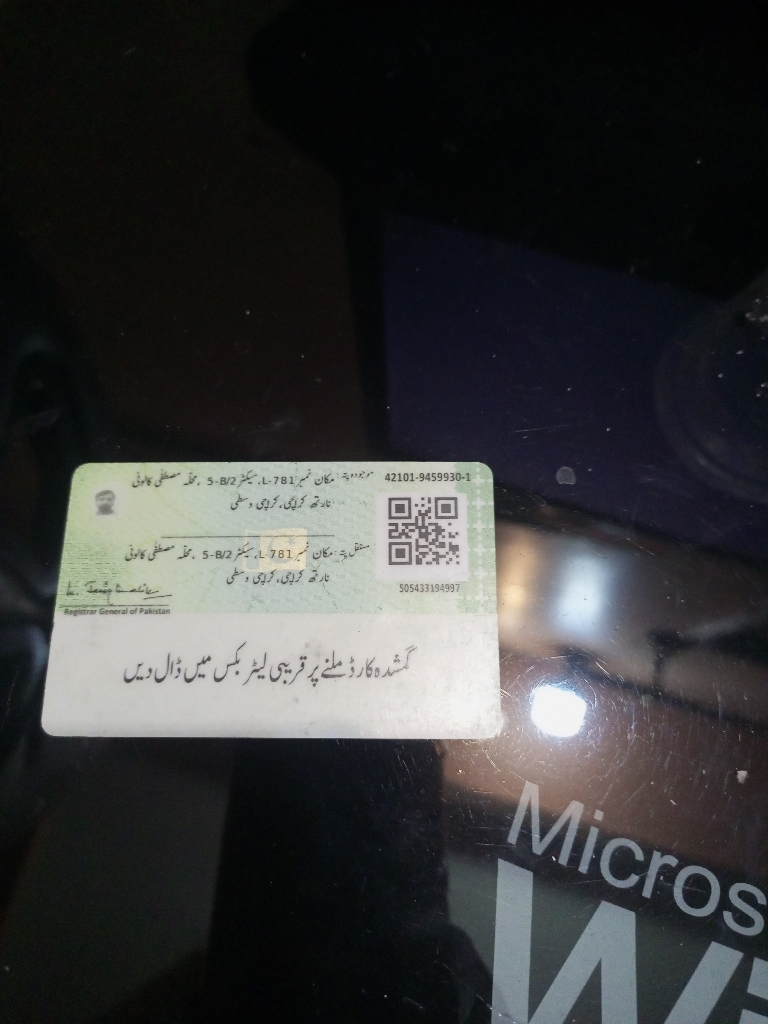 موجودہ پتہ: مکان نمبر L-781، سیکٹر 5-B/2، محلہ مصطفیٰ کالونی
نارتھ کراچی، کراچی وسطی
42101-9459930-1
مستقل پتہ: مکان نمبر L-781، سیکٹر 5-B/2، محلہ مصطفیٰ کالونی
نارتھ کراچی، کراچی وسطی
505433194997
Registrar General of Pakistan
گمشدہ کارڈ ملنے پر قریبی لیٹر بکس میں ڈال دیں
Micros
Wi